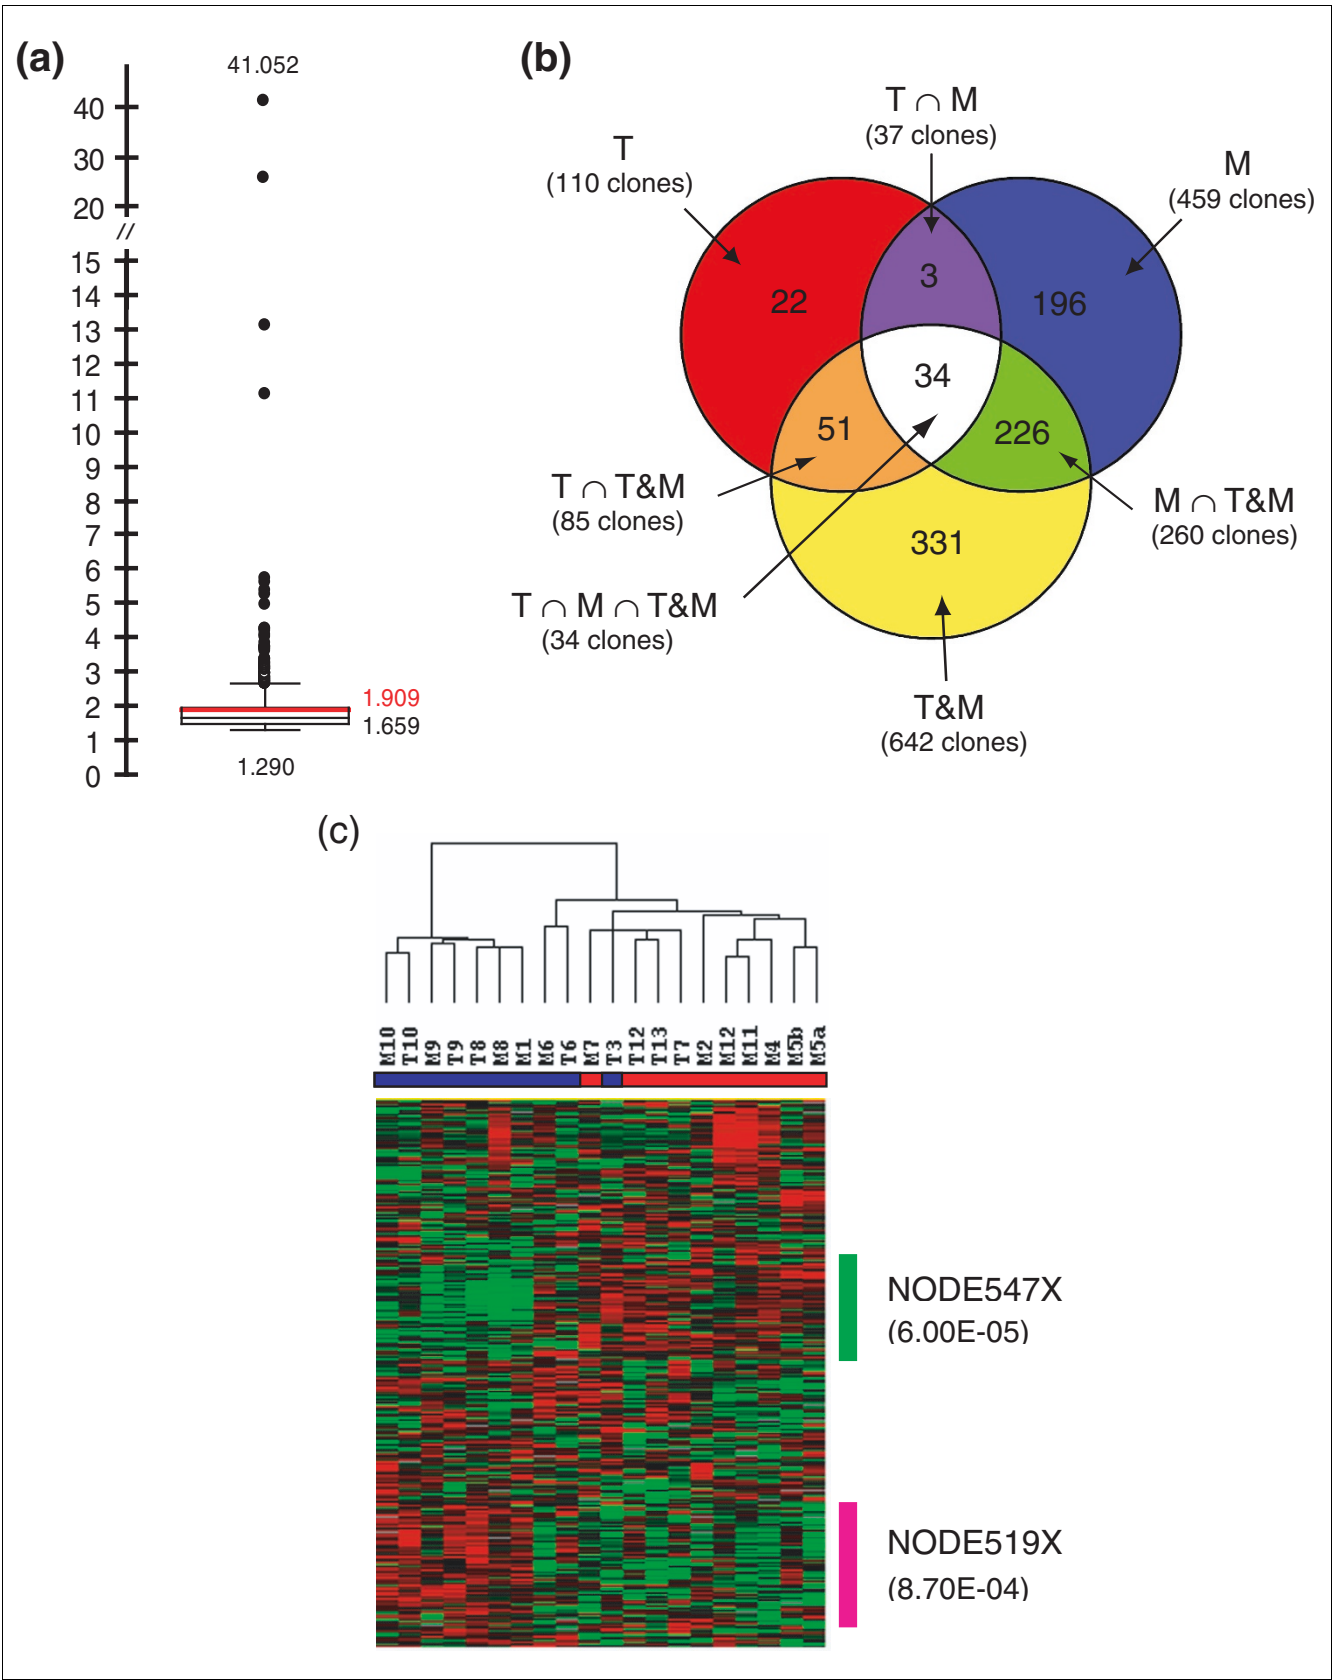 (a)
41.052
40
30
20
//
15
14
13
12
11
10
9
8
7
6
5
4
3
2
1
0
1.909
1.659
1.290
(b)
T ∩ M
(37 clones)
T
(110 clones)
M
(459 clones)
3
22
196
34
51
226
T ∩ T&M
(85 clones)
M ∩ T&M
(260 clones)
331
T ∩ M ∩ T&M
(34 clones)
T&M
(642 clones)
(c)
M10
T10
M9
T9
T8
M8
M1
M6
T6
M7
T3
T12
T13
T7
M2
M12
M11
M4
M5b
M5a
NODE547X
(6.00E-05)
NODE519X
(8.70E-04)